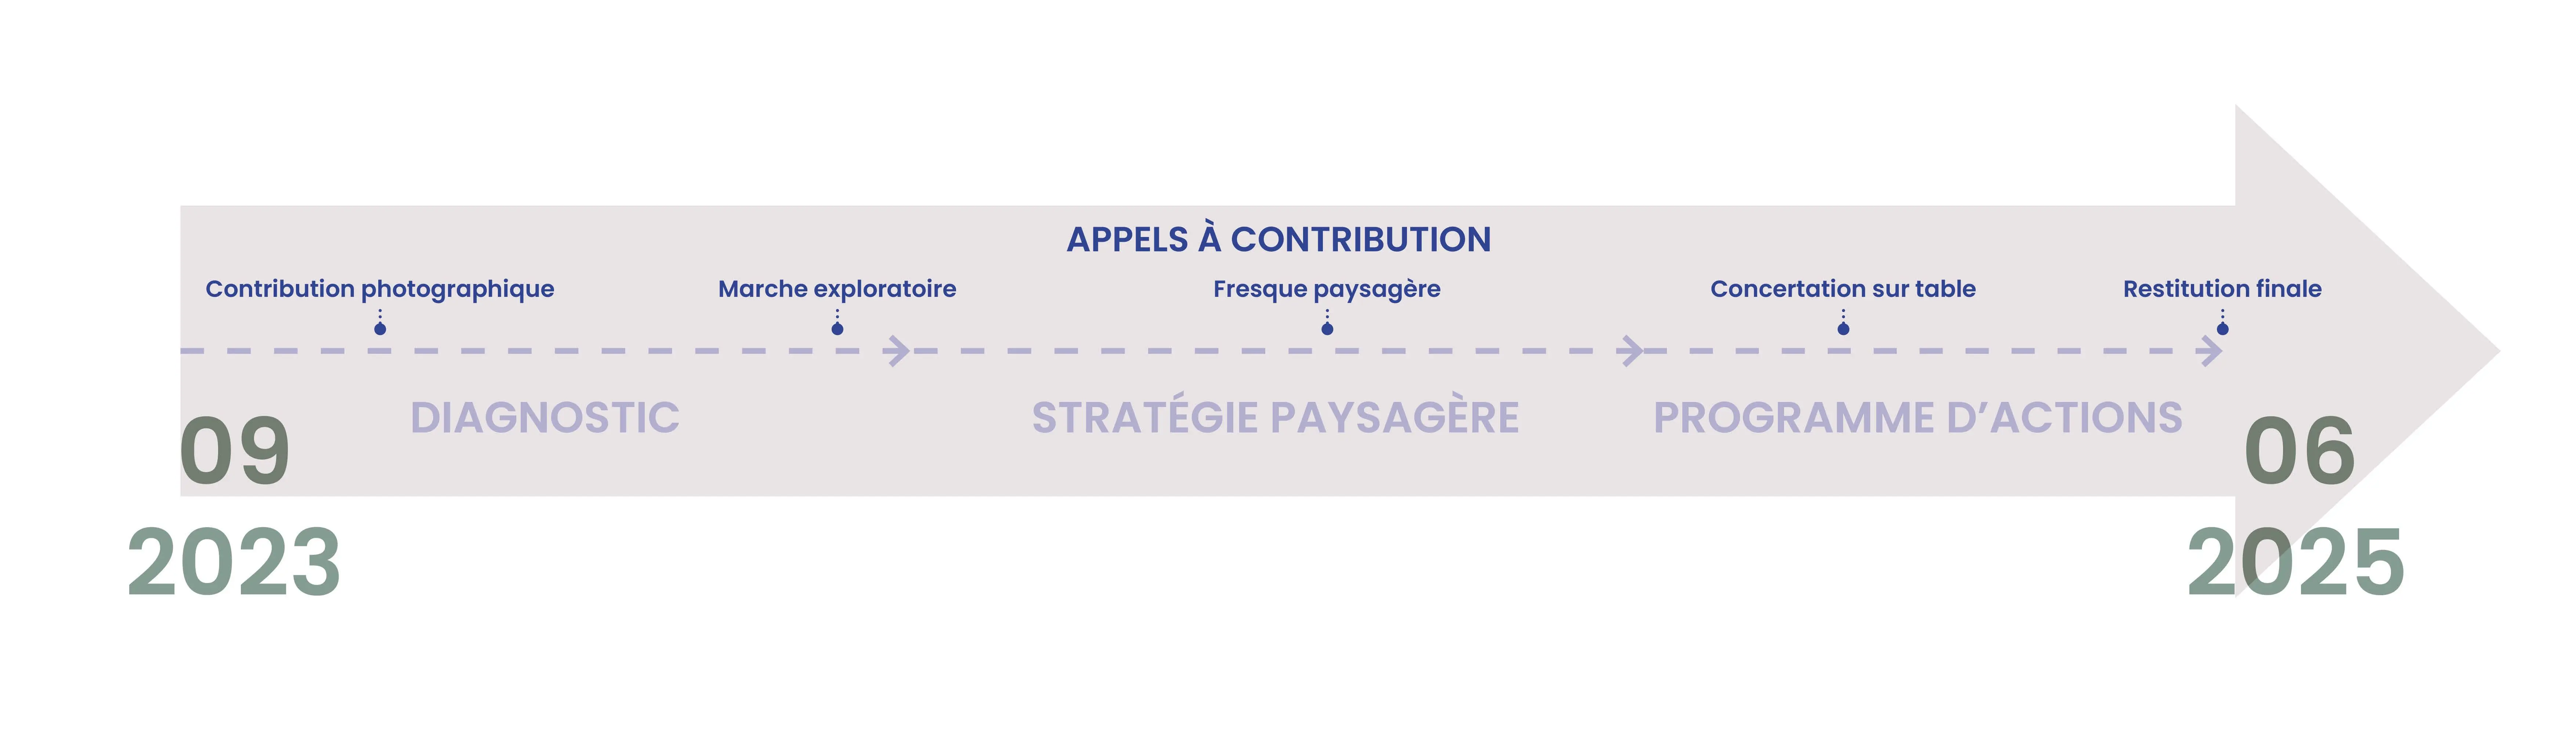 APPELS À CONTRIBUTION
Contribution photographique
Marche exploratoire
Fresque paysagère
Concertation sur table
Restitution finale
DIAGNOSTIC
STRATÉGIE PAYSAGÈRE
PROGRAMME D’ACTIONS
09
06
2023
2025